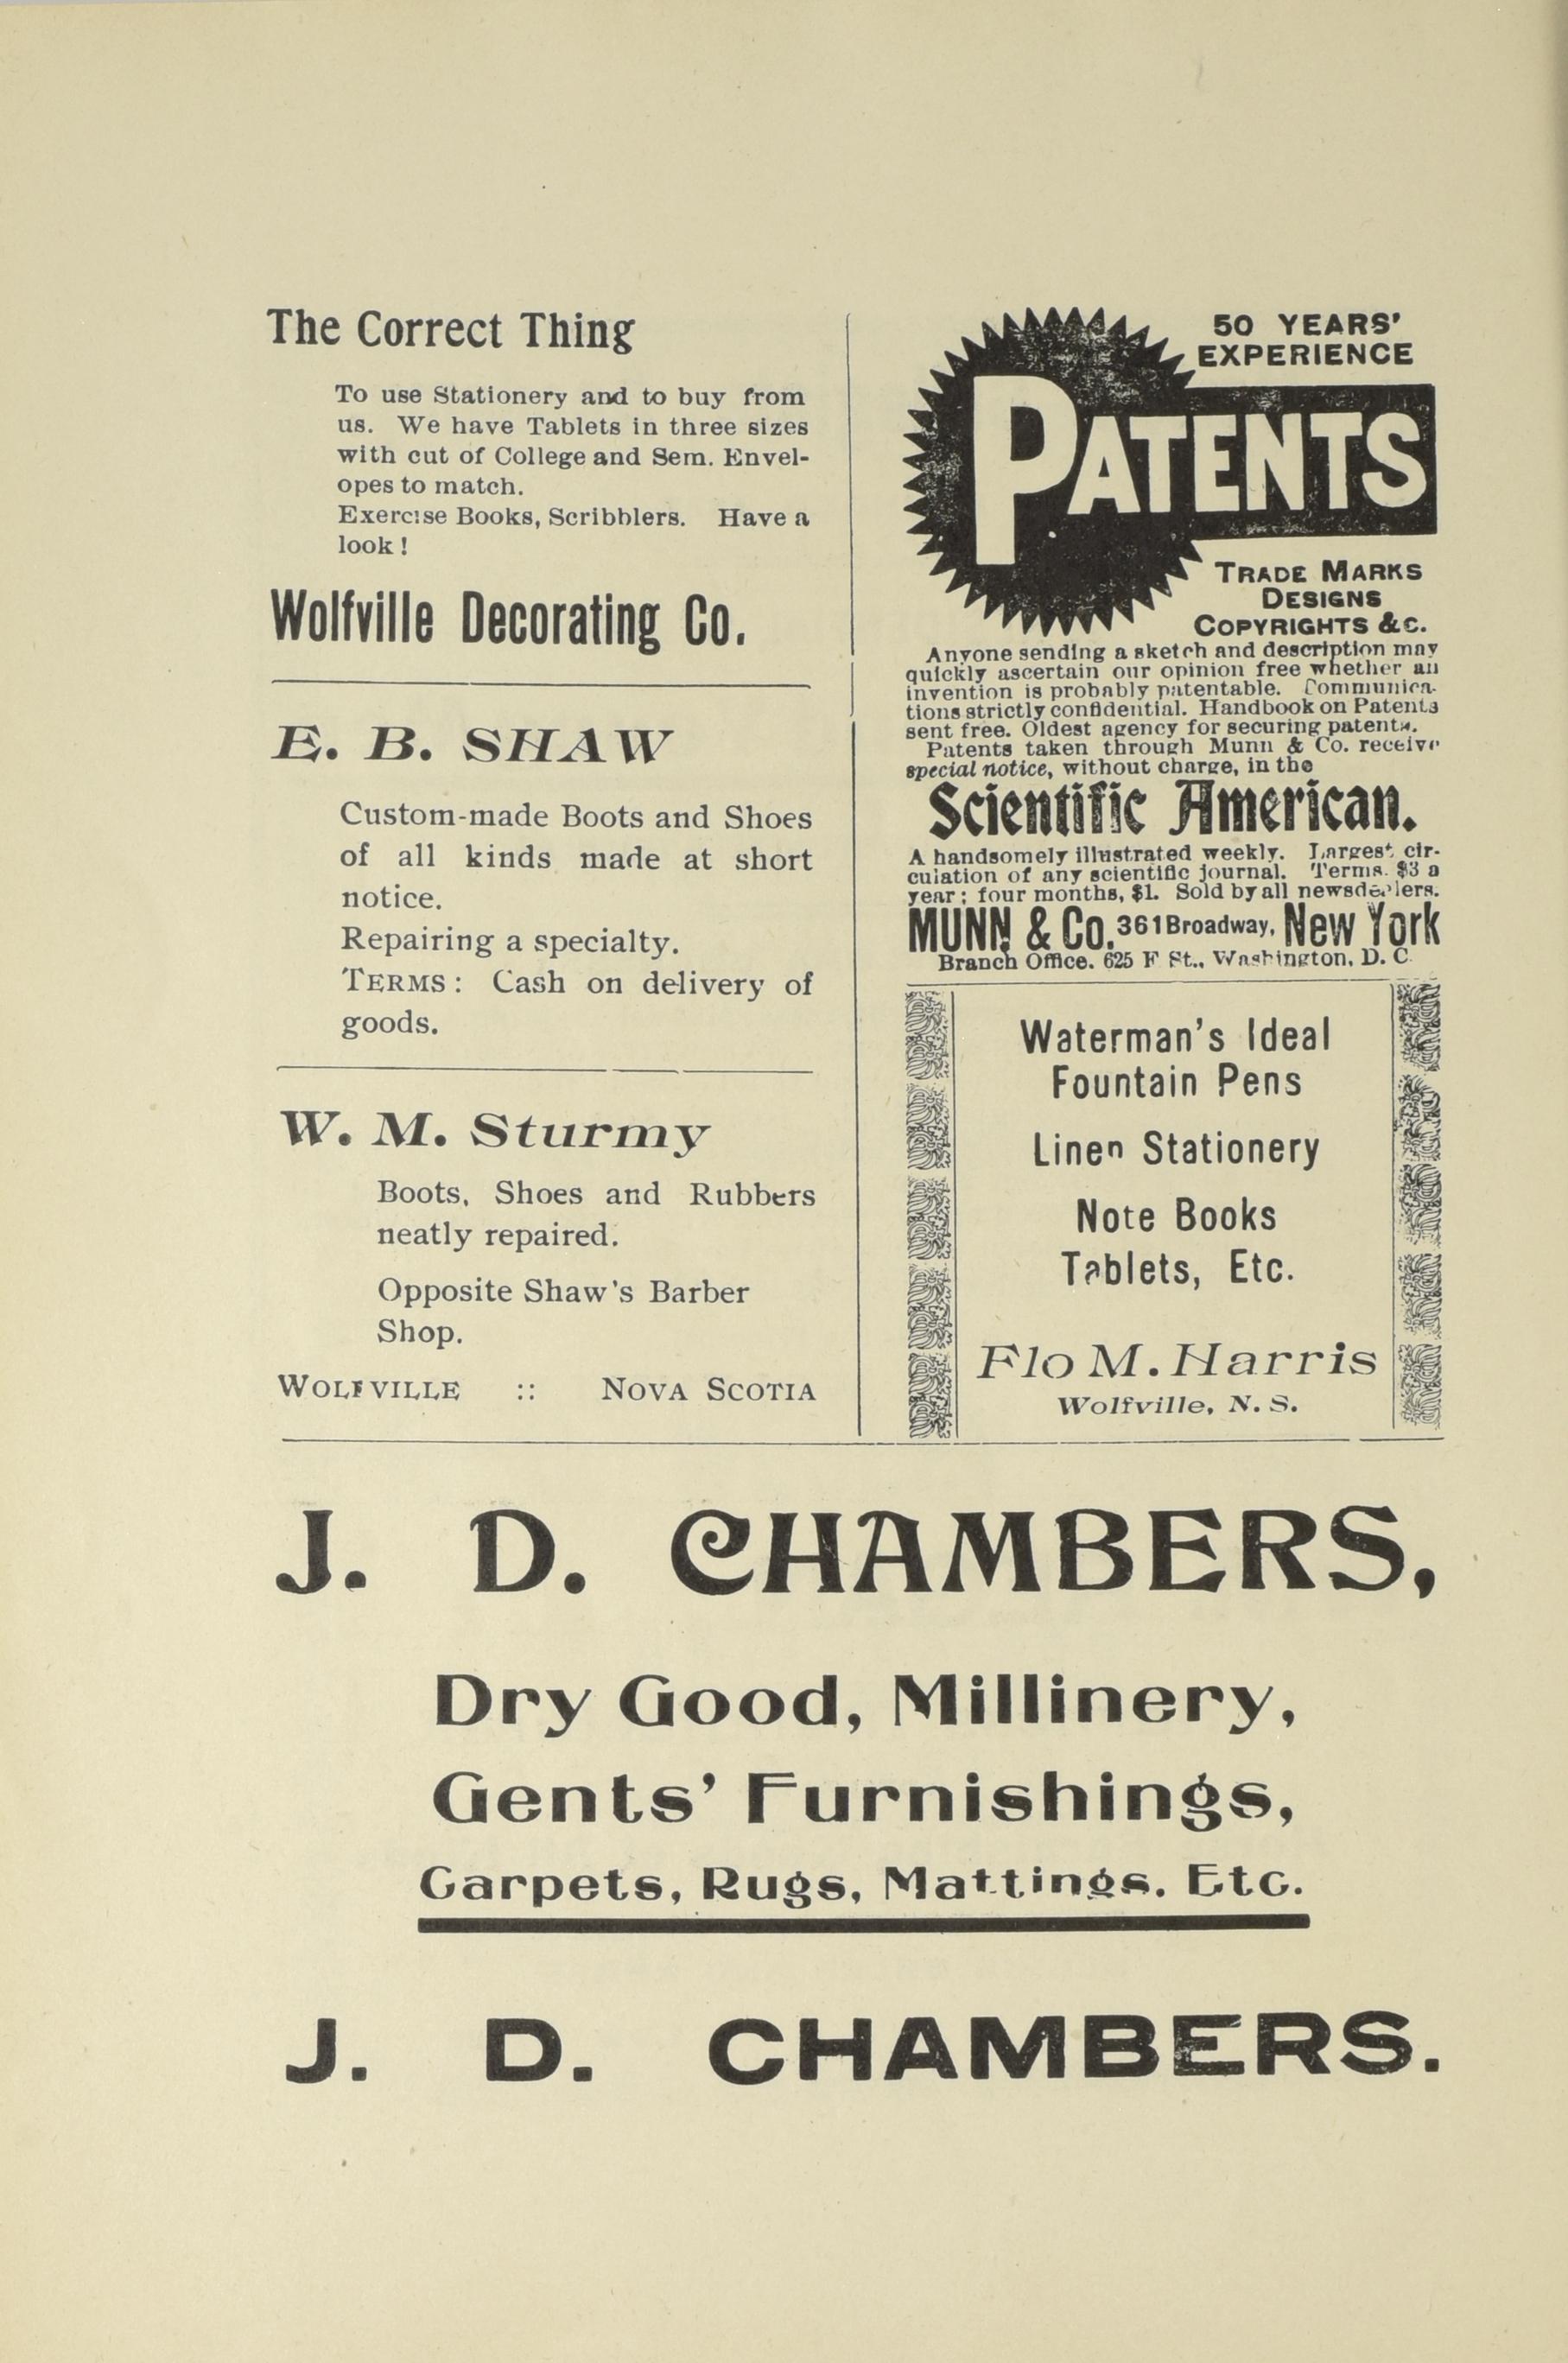 The Correct Thing
To use Stationery and to buy from
us. We have Tablets in three sizes
with cut of College and Sem. Envel-
opes to match.
Exercise Books, Scribblers. Have a
look !
Wolfville Decorating Co.
E. B. SHAW
Custom-made Boots and Shoes
of all kinds made at short
notice.
Repairing a specialty.
TERMS : Cash on delivery of
goods.
W. M. Sturmy
Boots, Shoes and Rubbers
neatly repaired.
Opposite Shaw's Barber
Shop.
WOLFVILLE :: NOVA SCOTIA
50 YEARS'
EXPERIENCE
PATENTS
TRADE MARKS
DESIGNS
COPYRIGHTS &C.
Anyone sending a sketch and description may
quickly ascertain our opinion free whether an
invention is probably patentable. Communica-
tions strictly confidential. Handbook on Patents
sent free. Oldest agency for securing patents.
Patents taken through Munn & Co. receive
special notice, without charge, in the
Scientific American.
A handsomely illustrated weekly. Largest cir-
culation of any scientific journal. Terms, $3 a
year; four months, $1. Sold by all newsdealers.
MUNN & Co. 361 Broadway, New York
Branch Office, 625 F St., Washington, D. C.
Waterman's Ideal
Fountain Pens
Linen Stationery
Note Books
Tablets, Etc.
Flo M. Harris
Wolfville, N. S.
J. D. CHAMBERS,
Dry Good, Millinery,
Gents' Furnishings,
Carpets, Rugs, Mattings, Etc.
J. D. CHAMBERS.